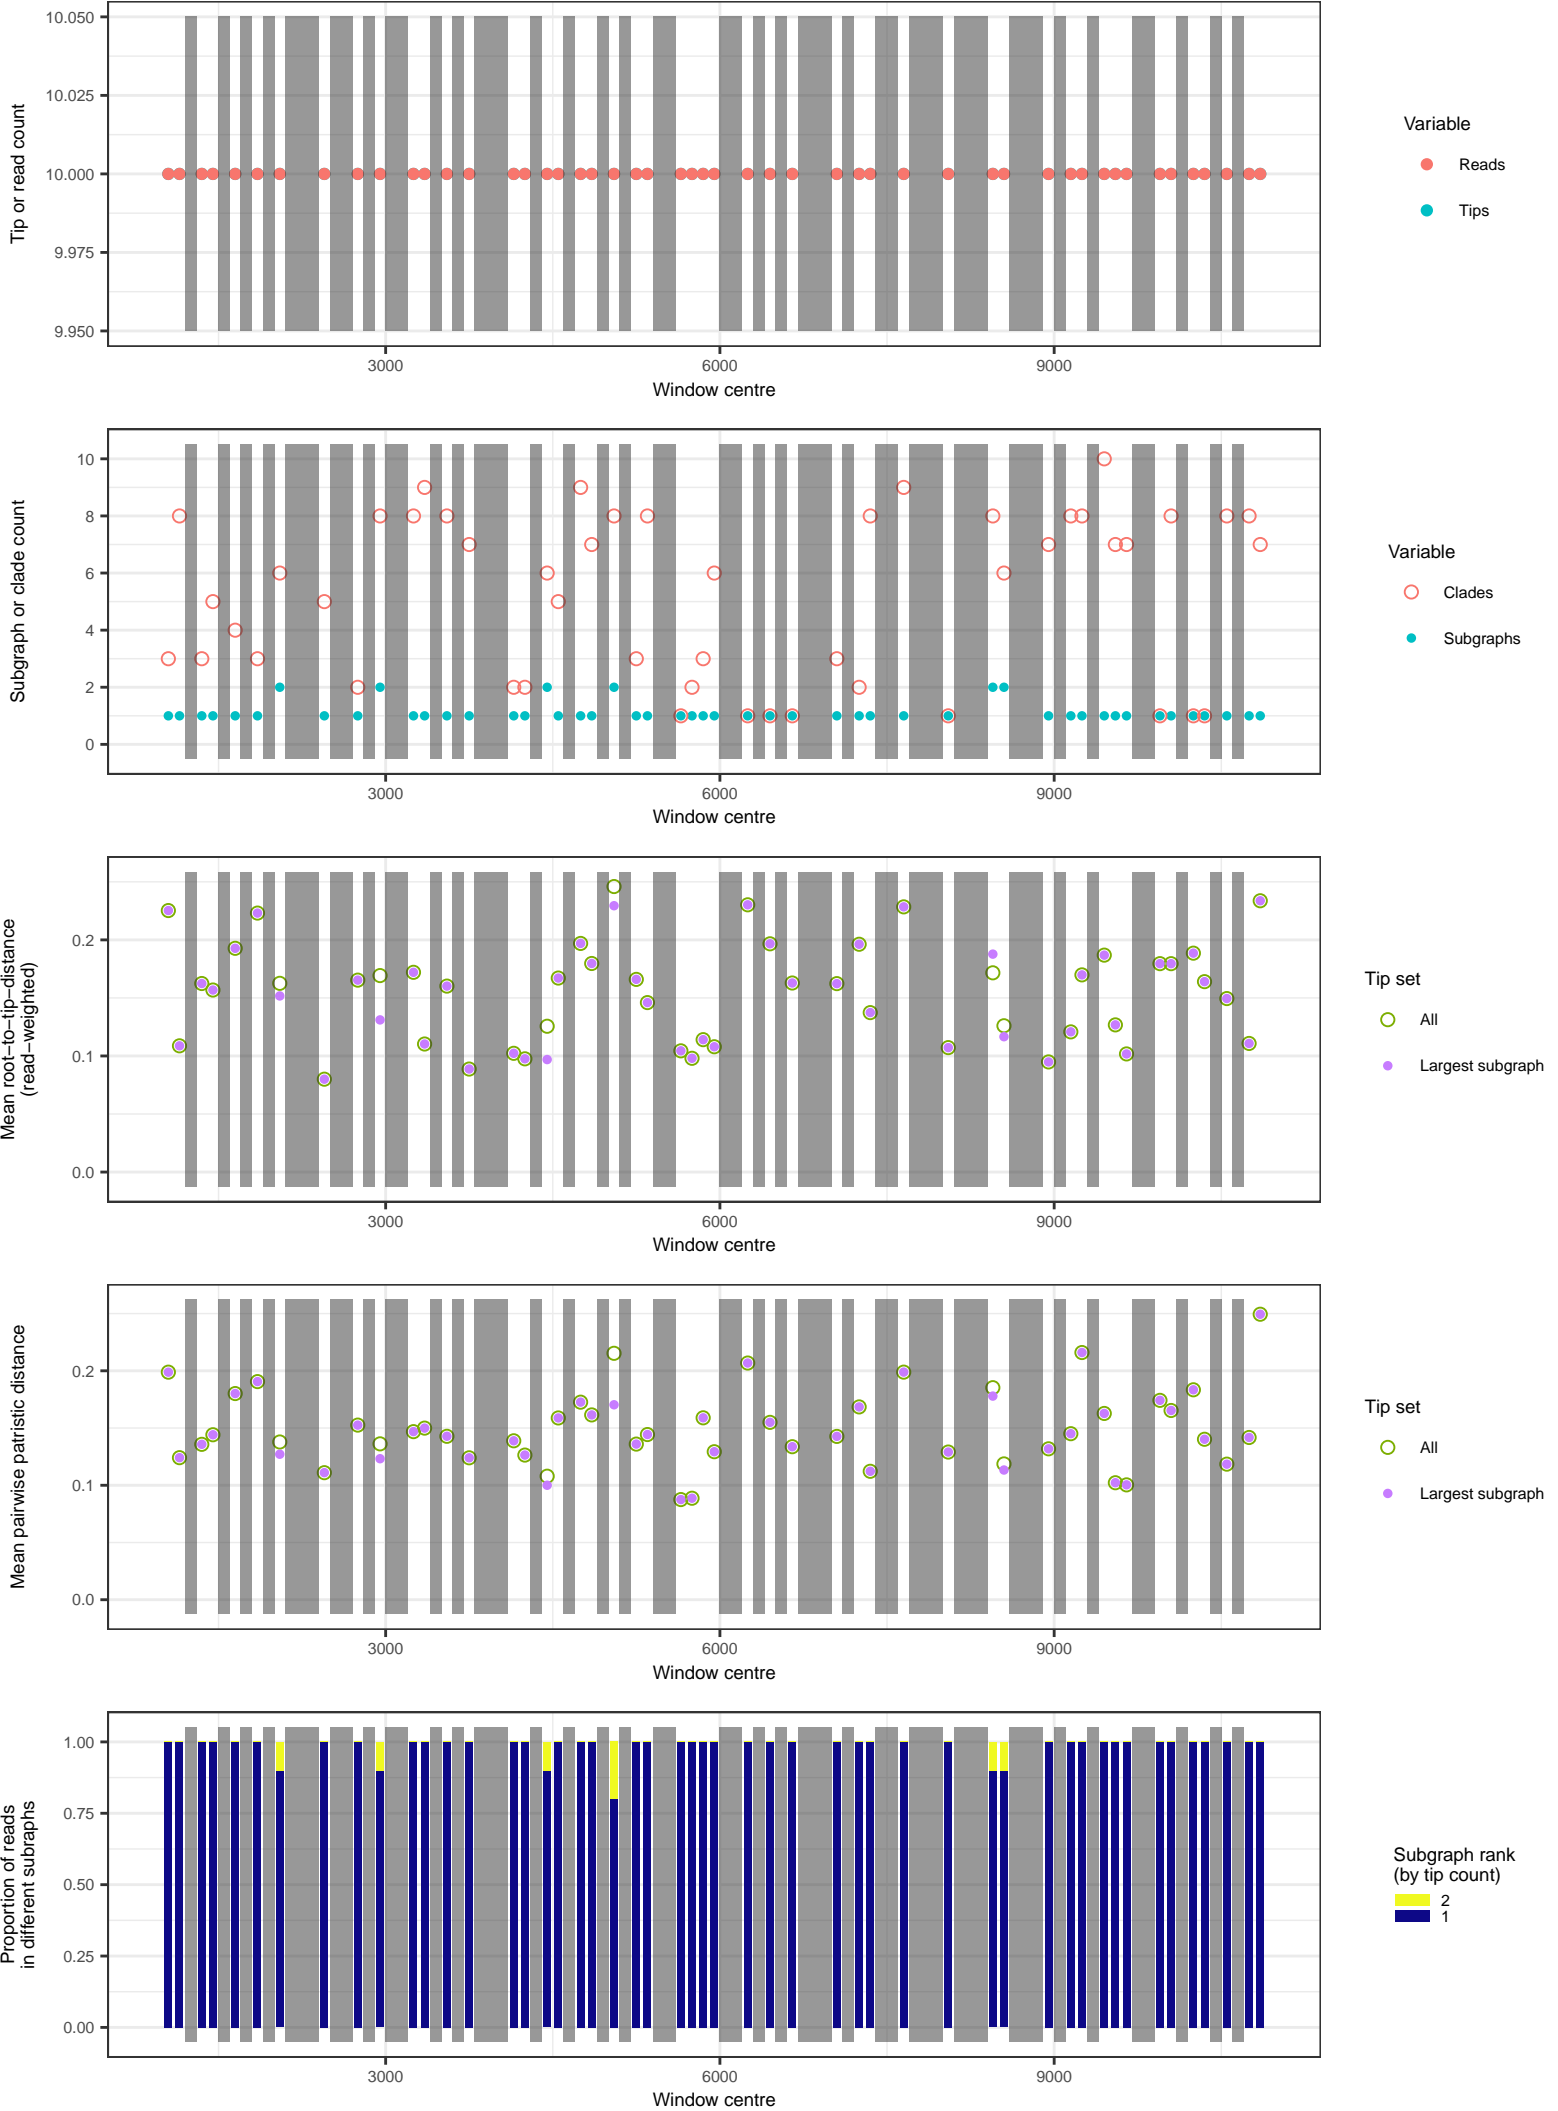 10.050
10.025
10.000
9.975
9.950
Tip or read count
3000
6000
9000
Window centre
Variable
Reads
Tips
10
8
6
4
2
0
Subgraph or clade count
3000
6000
9000
Window centre
Variable
Clades
Subgraphs
0.2
0.1
0.0
Mean root−to−tip−distance
(read−weighted)
3000
6000
9000
Window centre
Tip set
All
Largest subgraph
0.2
0.1
0.0
Mean pairwise patristic distance
3000
6000
9000
Window centre
Tip set
All
Largest subgraph
1.00
0.75
0.50
0.25
0.00
Proportion of reads
in different subraphs
3000
6000
9000
Window centre
Subgraph rank
(by tip count)
2
1